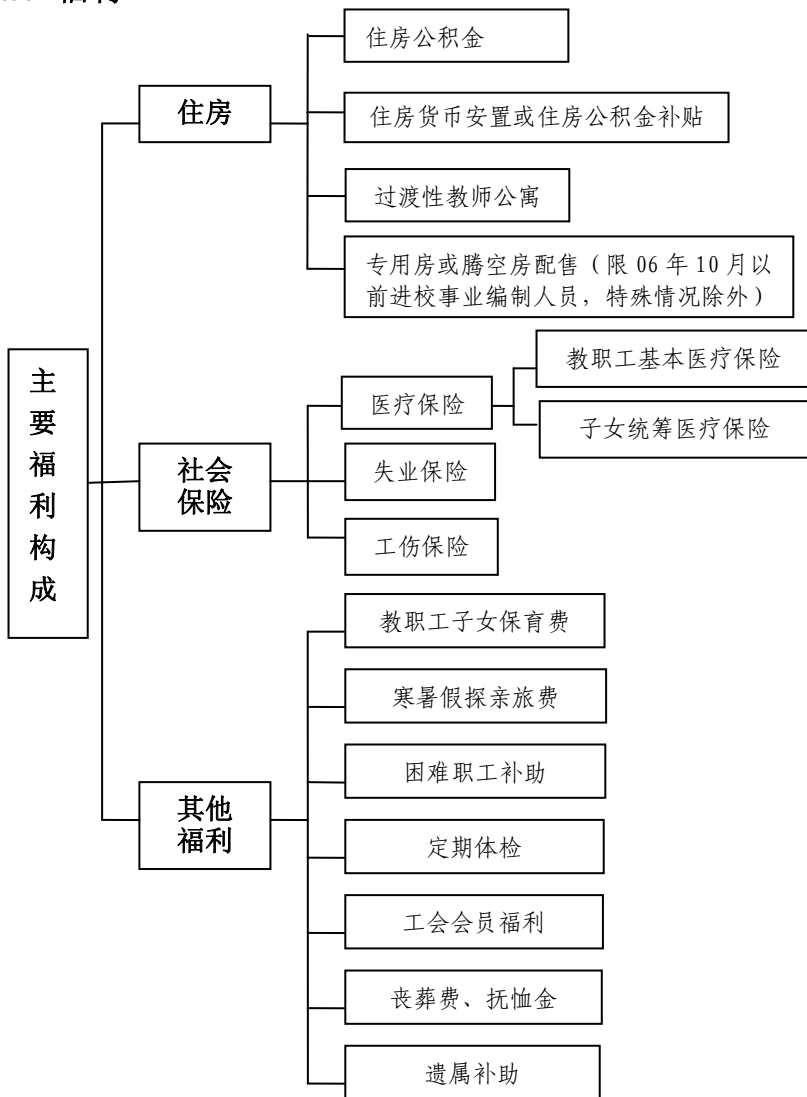 住房公积金
住房
住房货币安置或住房公积金补贴
过渡性教师公寓
专用房或腾空房配售（限 06 年 10 月以
前进校事业编制人员，特殊情况除外）
主
要
福
利
构
成
社会
保险
医疗保险
教职工基本医疗保险
子女统筹医疗保险
失业保险
工伤保险
其他
福利
教职工子女保育费
寒暑假探亲旅费
困难职工补助
定期体检
工会会员福利
丧葬费、抚恤金
遗属补助